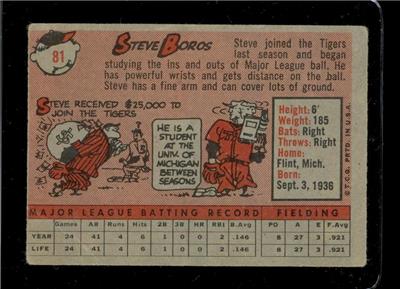 81
STEVE BOROS
Steve joined the Tigers
last season and began
studying the ins and outs of Major League ball. He
has powerful wrists and gets distance on the ball.
Steve has a fine arm and can cover lots of ground.
STEVE RECEIVED $25,000 TO
JOIN THE TIGERS
HE IS A
STUDENT
AT THE
UNIV. OF
MICHIGAN
BETWEEN
SEASONS
Height: 6'
Weight: 185
Bats: Right
Throws: Right
Home:
Flint, Mich.
Born:
Sept. 3, 1936
© T.C.G. PRTD. IN U.S.A.
MAJOR LEAGUE BATTING RECORD FIELDING
Games AB Runs Hits 2B 3B HR RBI B.Avg. PO A E F.Avg.
YEAR 24 41 4 6 1 0 0 2 .146 8 27 3 .921
LIFE 24 41 4 6 1 0 0 2 .146 8 27 3 .921